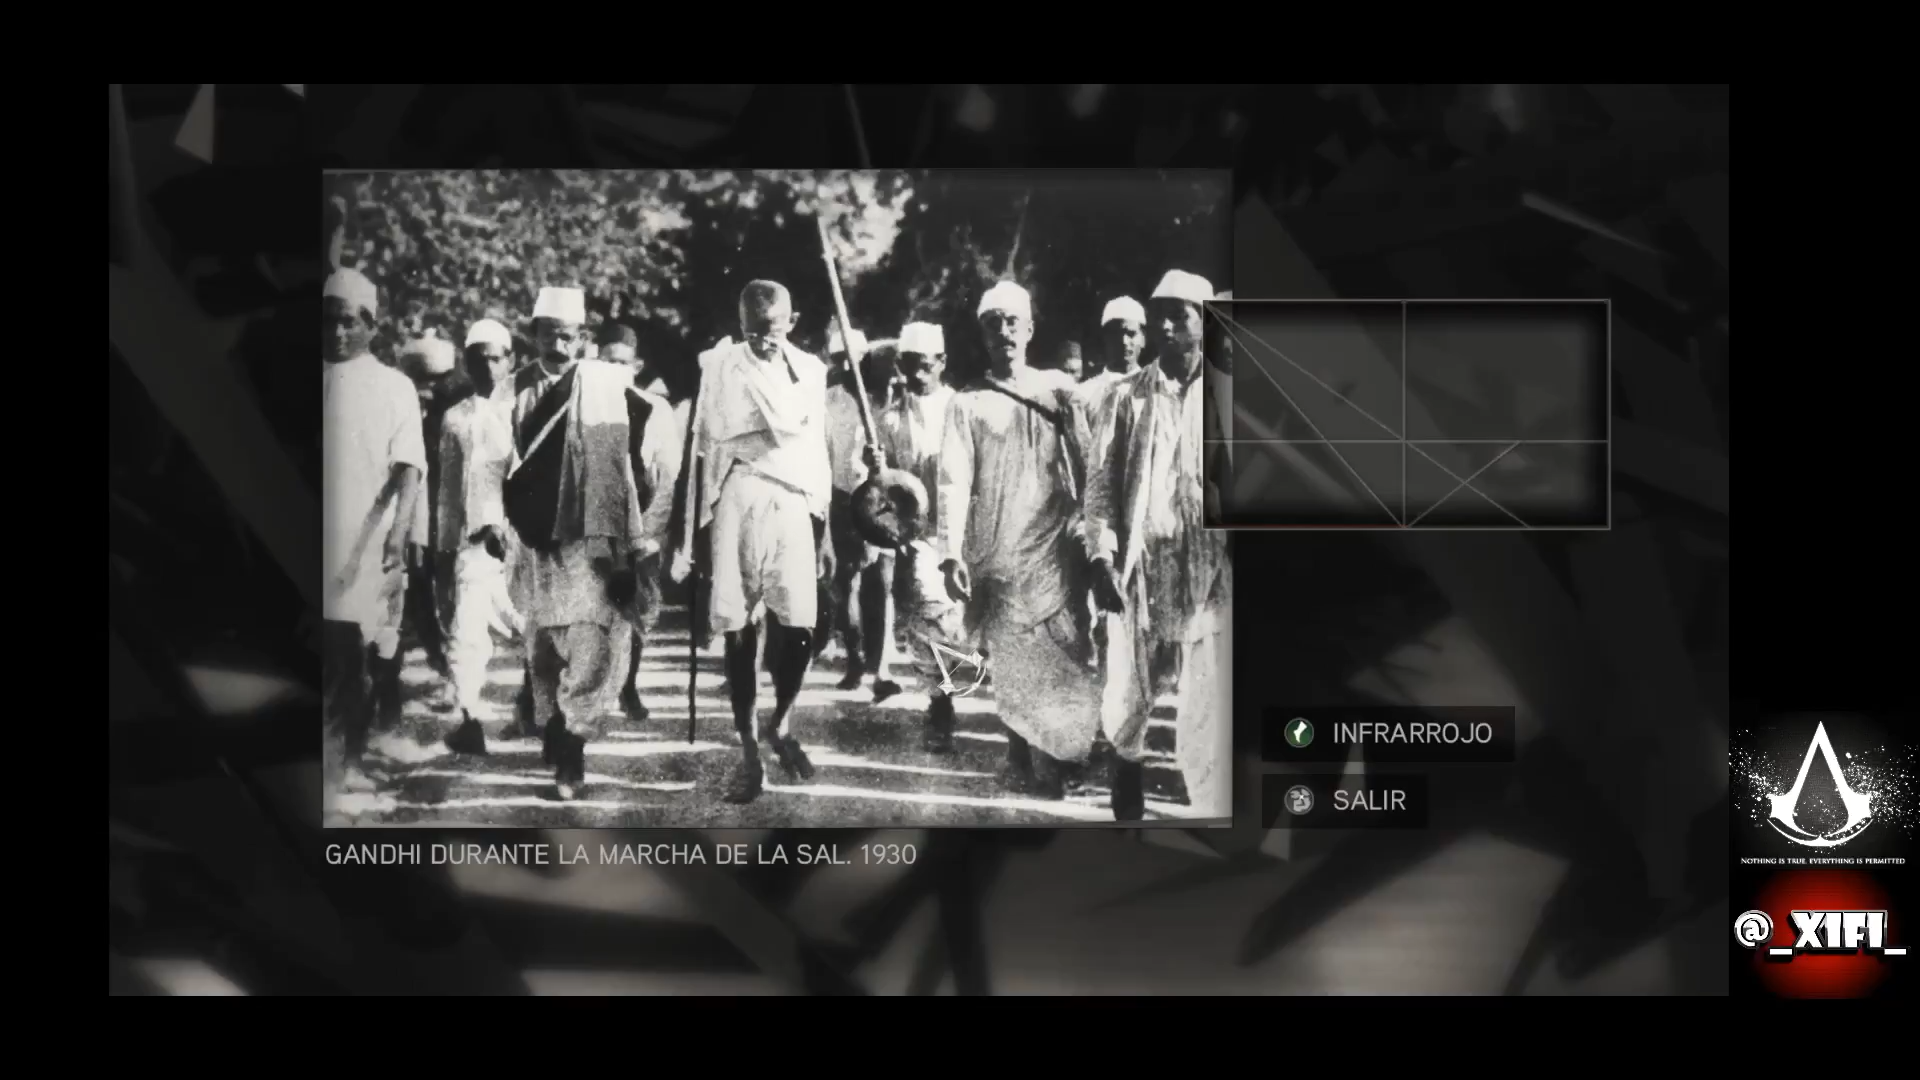 INFRARROJO
SALIR
GANDHI DURANTE LA MARCHA DE LA SAL. 1930
NOTHING IS TRUE, EVERYTHING IS PERMITTED
@_X1F1_